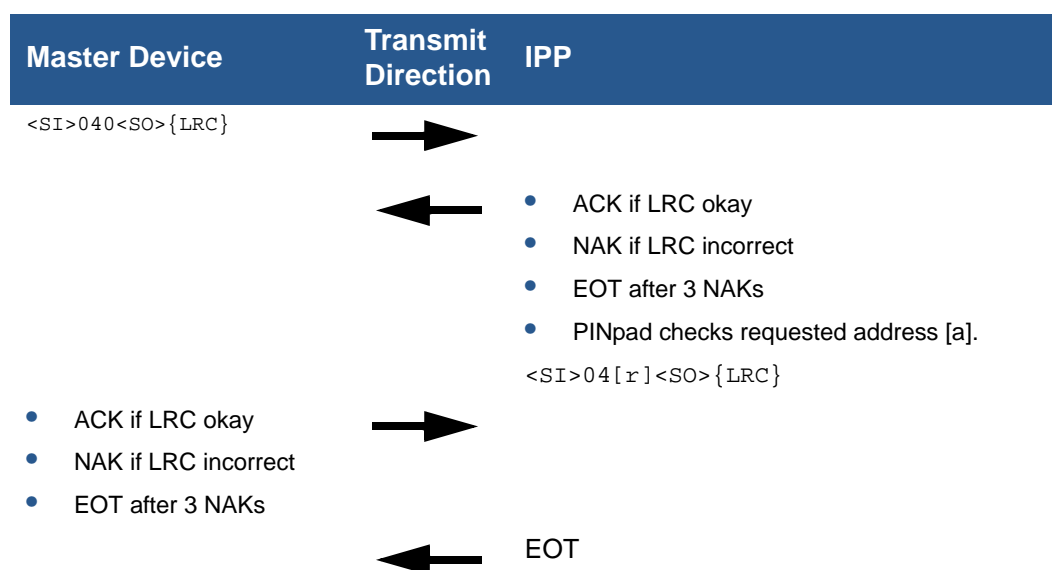 Master Device
Transmit
Direction
IPP
<SI>040<SO>{LRC}
• ACK if LRC okay
• NAK if LRC incorrect
• EOT after 3 NAKs
• PINpad checks requested address [a].
<SI>04[r]<SO>{LRC}
• ACK if LRC okay
• NAK if LRC incorrect
• EOT after 3 NAKs
EOT